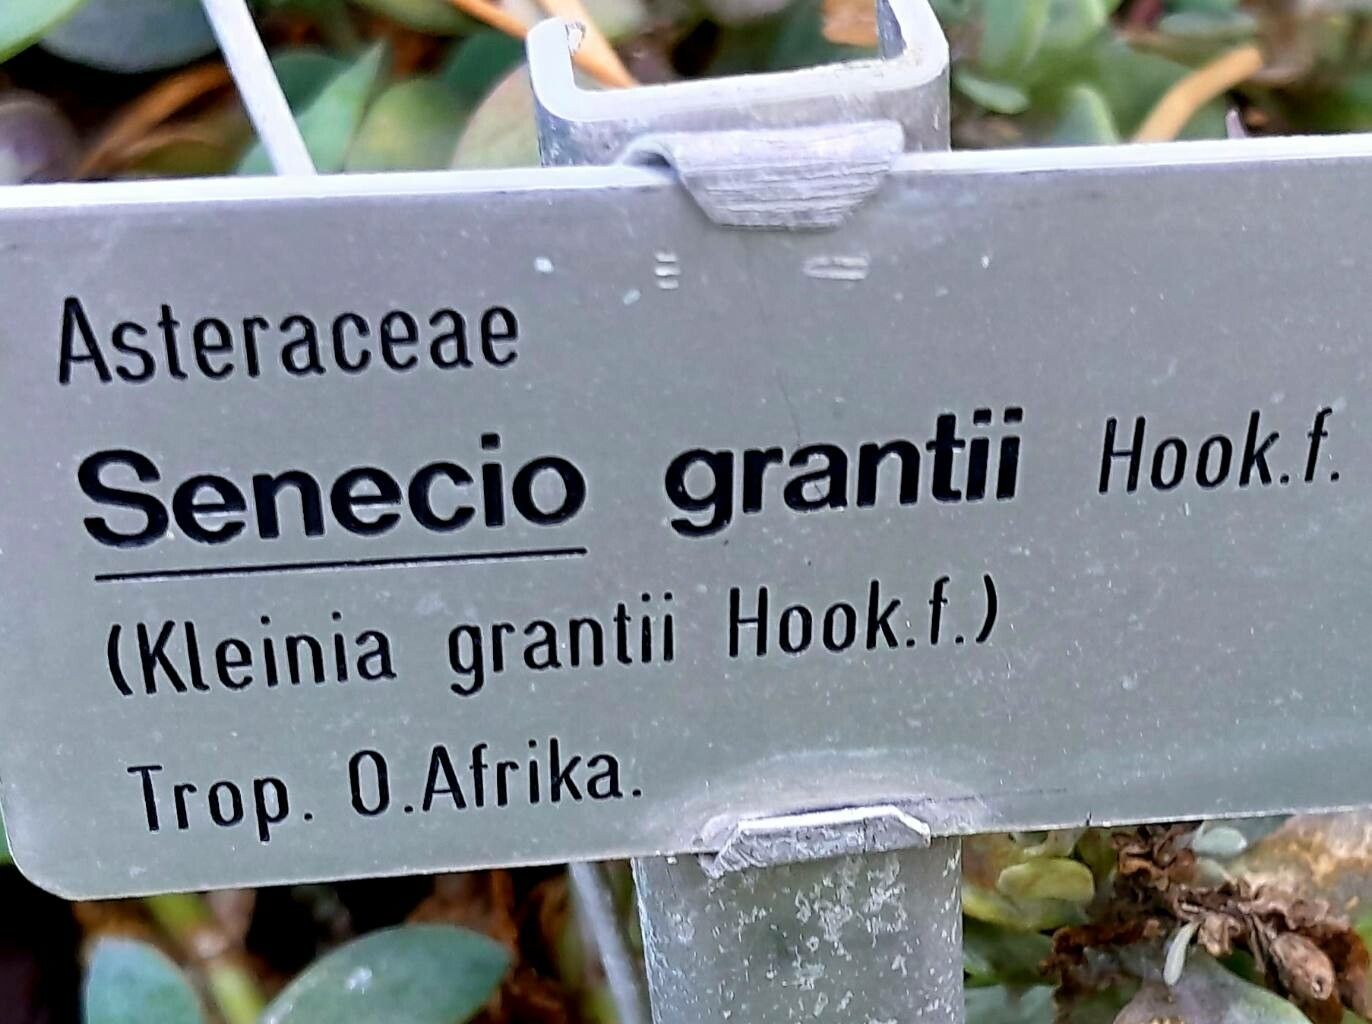 Asteraceae
Senecio grantii Hook.f.
(Kleinia grantii Hook.f.)
Trop. O.Afrika.